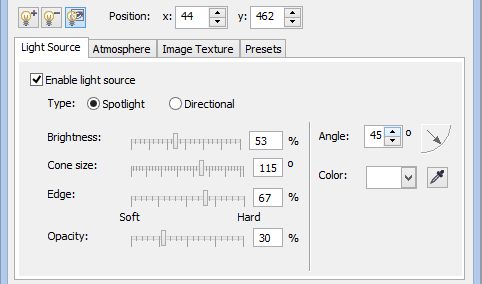 Position: x: 44 y: 462
Light Source Atmosphere Image Texture Presets
Enable light source
Type: Spotlight Directional
Brightness: 53 % Angle: 45 o
Cone size: 115 o
Color:
Edge: 67 %
Soft Hard
Opacity: 30 %